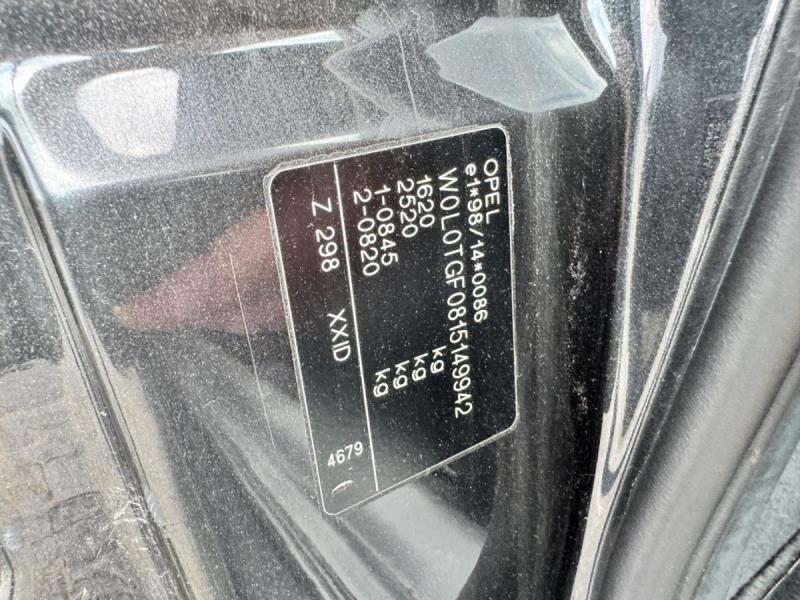 OPEL
e1*98/14*0086
W0L0TGF0815149942
1620 kg
2520 kg
1-0845 kg
2-0820 kg
Z 298 XXID 4679